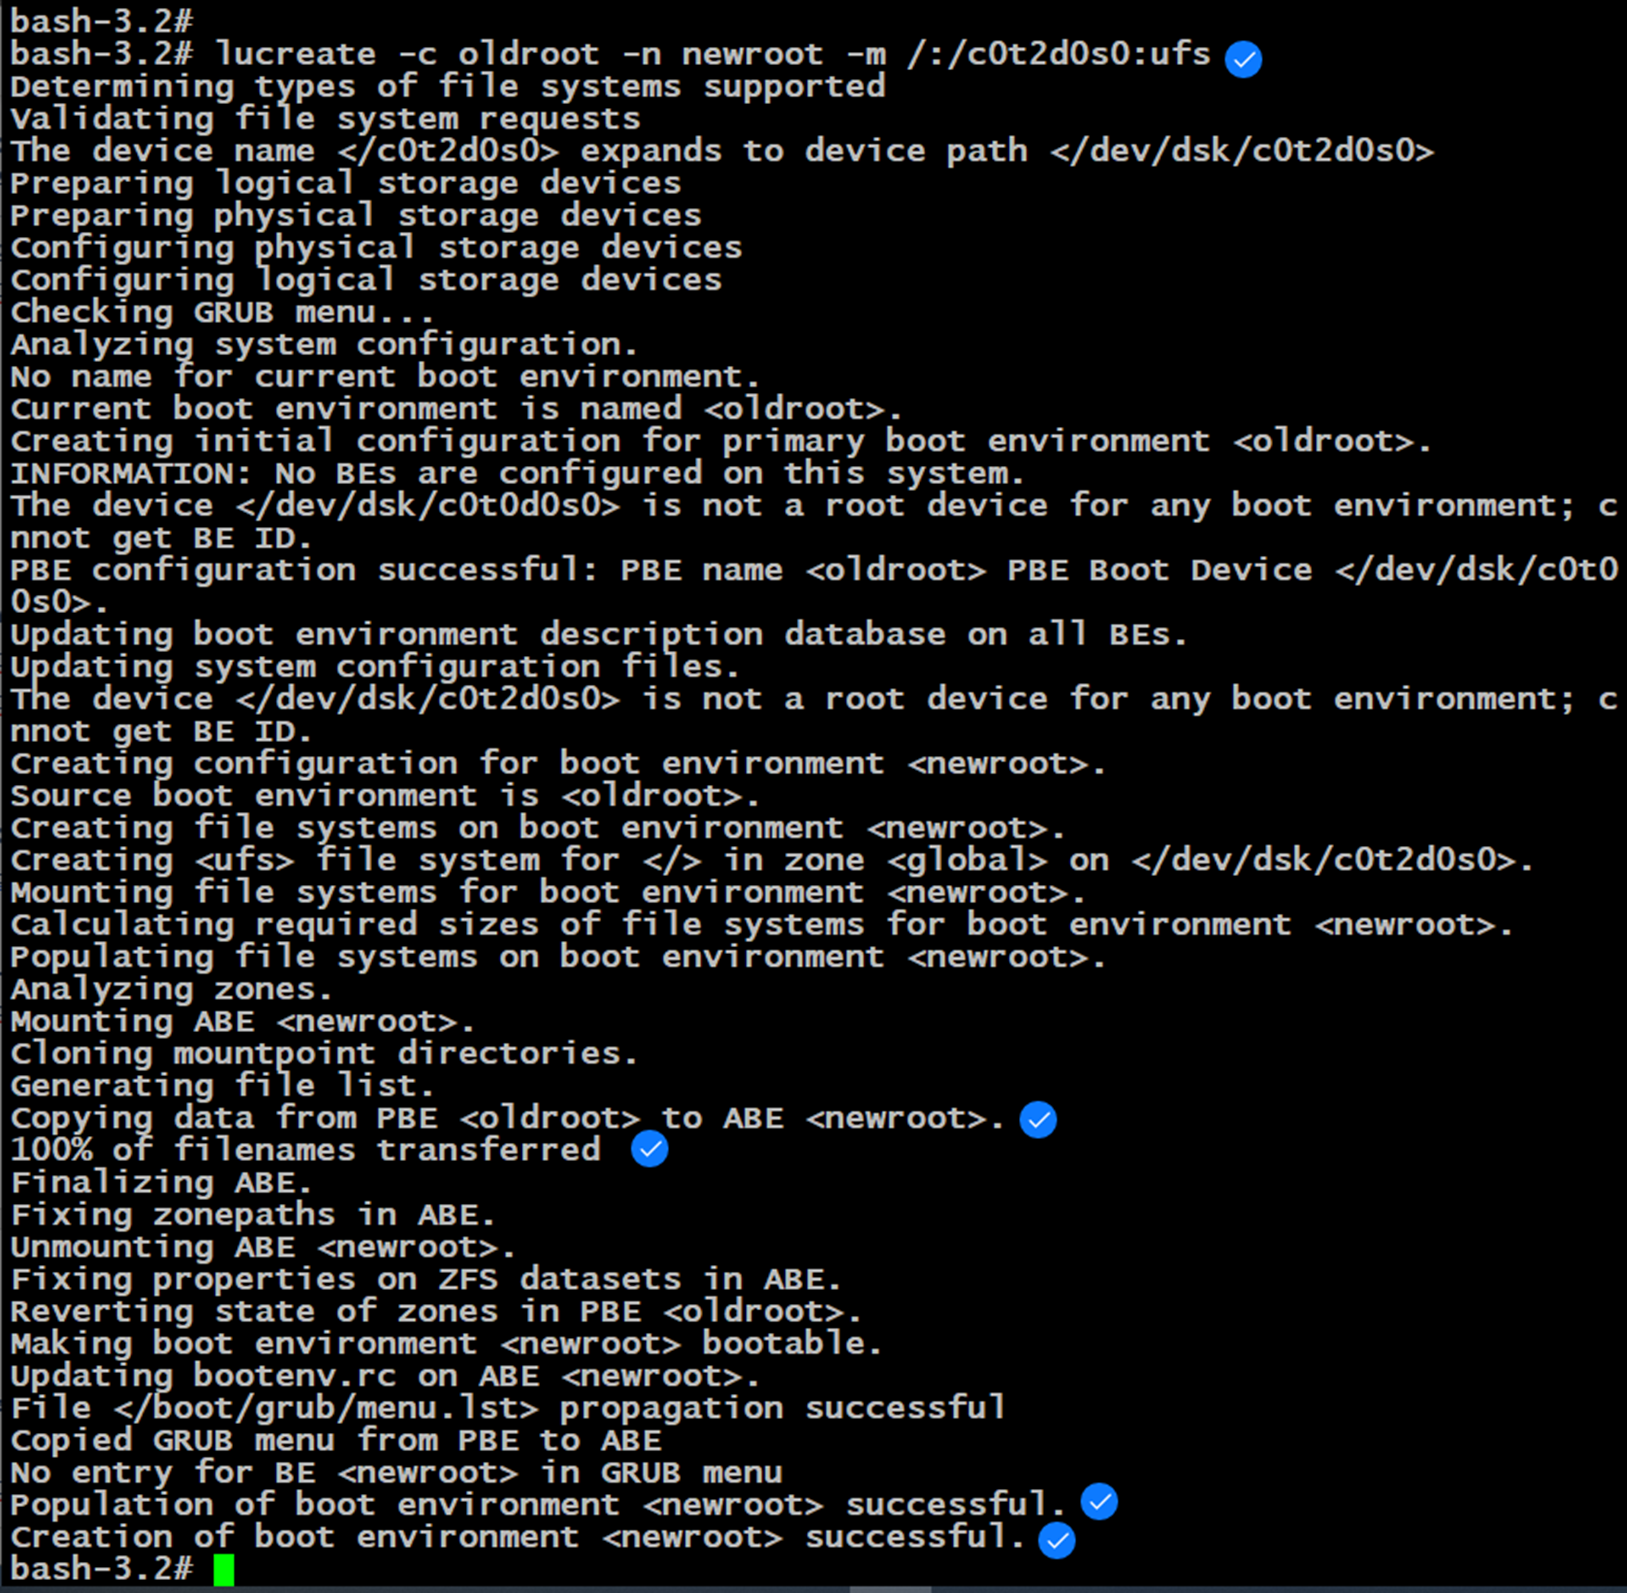 bash-3.2#
bash-3.2# lucreate -c oldroot -n newroot -m /:/c0t2d0s0:ufs
Determining types of file systems supported
Validating file system requests
The device name </c0t2d0s0> expands to device path </dev/dsk/c0t2d0s0>
Preparing logical storage devices
Preparing physical storage devices
Configuring physical storage devices
Configuring logical storage devices
Checking GRUB menu...
Analyzing system configuration.
No name for current boot environment.
Current boot environment is named <oldroot>.
Creating initial configuration for primary boot environment <oldroot>.
INFORMATION: No BEs are configured on this system.
The device </dev/dsk/c0t0d0s0> is not a root device for any boot environment; c
nnot get BE ID.
PBE configuration successful: PBE name <oldroot> PBE Boot Device </dev/dsk/c0t0
0s0>.
Updating boot environment description database on all BEs.
Updating system configuration files.
The device </dev/dsk/c0t2d0s0> is not a root device for any boot environment; c
nnot get BE ID.
Creating configuration for boot environment <newroot>.
Source boot environment is <oldroot>.
Creating file systems on boot environment <newroot>.
Creating <ufs> file system for </> in zone <global> on </dev/dsk/c0t2d0s0>.
Mounting file systems for boot environment <newroot>.
Calculating required sizes of file systems for boot environment <newroot>.
Populating file systems on boot environment <newroot>.
Analyzing zones.
Mounting ABE <newroot>.
Cloning mountpoint directories.
Generating file list.
Copying data from PBE <oldroot> to ABE <newroot>.
100% of filenames transferred
Finalizing ABE.
Fixing zonepaths in ABE.
Unmounting ABE <newroot>.
Fixing properties on ZFS datasets in ABE.
Reverting state of zones in PBE <oldroot>.
Making boot environment <newroot> bootable.
Updating bootenv.rc on ABE <newroot>.
File </boot/grub/menu.lst> propagation successful
Copied GRUB menu from PBE to ABE
No entry for BE <newroot> in GRUB menu
Population of boot environment <newroot> successful.
Creation of boot environment <newroot> successful.
bash-3.2#